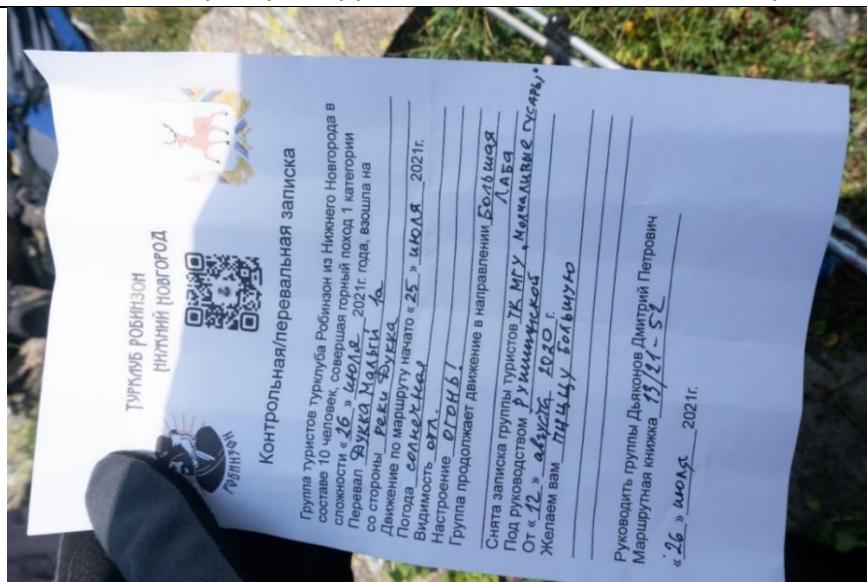 ТУРКЛУБ РОБИНЗОН
НИЖНИЙ НОВГОРОД
РОБИНЗОН
Контрольная/перевальная записка
Группа туристов турклуба Робинзон из Нижнего Новгорода в
составе 10 человек, совершая горный поход 1 категории
сложности «26» июля 2021г. года, взошла на
Перевал Дукка Малый 1а
со стороны реки Дукка
Движение по маршруту начато «25» июля 2021г.
Погода солнечная
Видимость отл.
Настроение огонь!
Группа продолжает движение в направлении Большая
Лаба
Снята записка группы туристов ТК МГУ "Молчаливые гусары"
Под руководством
От «12» августа 2020 г.
Желаем вам пиццу большую
Руководить группы Дьяконов Дмитрий Петрович
Маршрутная книжка 13/21-52
«26» июля 2021г.